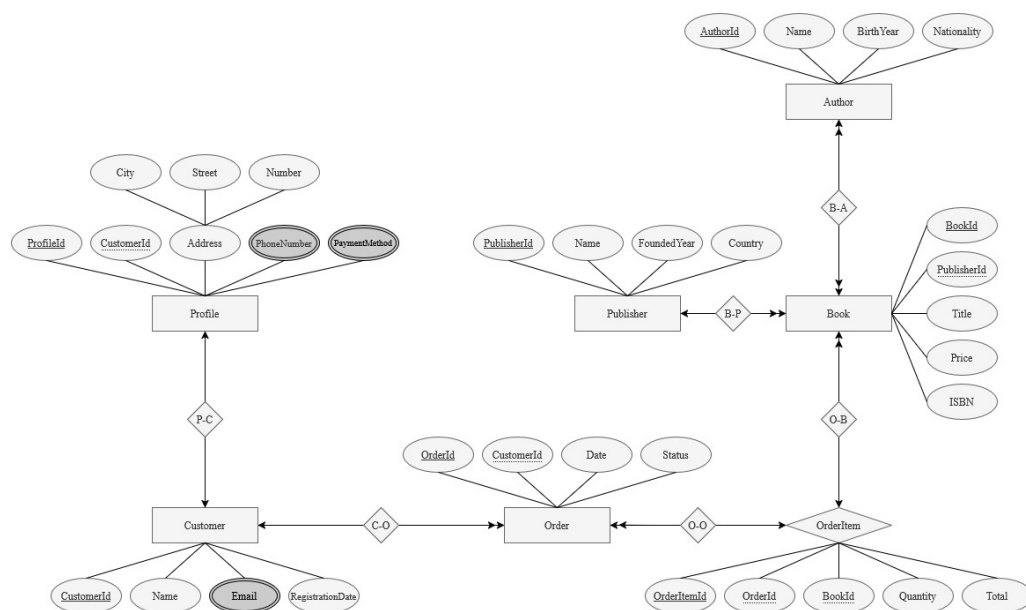 AuthorId
Name
BirthYear
Nationality
Author
City
Street
Number
B-A
ProfileId
CustomerId
Address
PhoneNumber
PaymentMethod
PublisherId
Name
FoundedYear
Country
BookId
PublisherId
Title
Price
ISBN
Profile
Publisher
B-P
Book
P-C
O-B
OrderId
CustomerId
Date
Status
Customer
C-O
Order
O-O
OrderItem
CustomerId
Name
Email
RegistrationDate
OrderItemId
OrderId
BookId
Quantity
Total